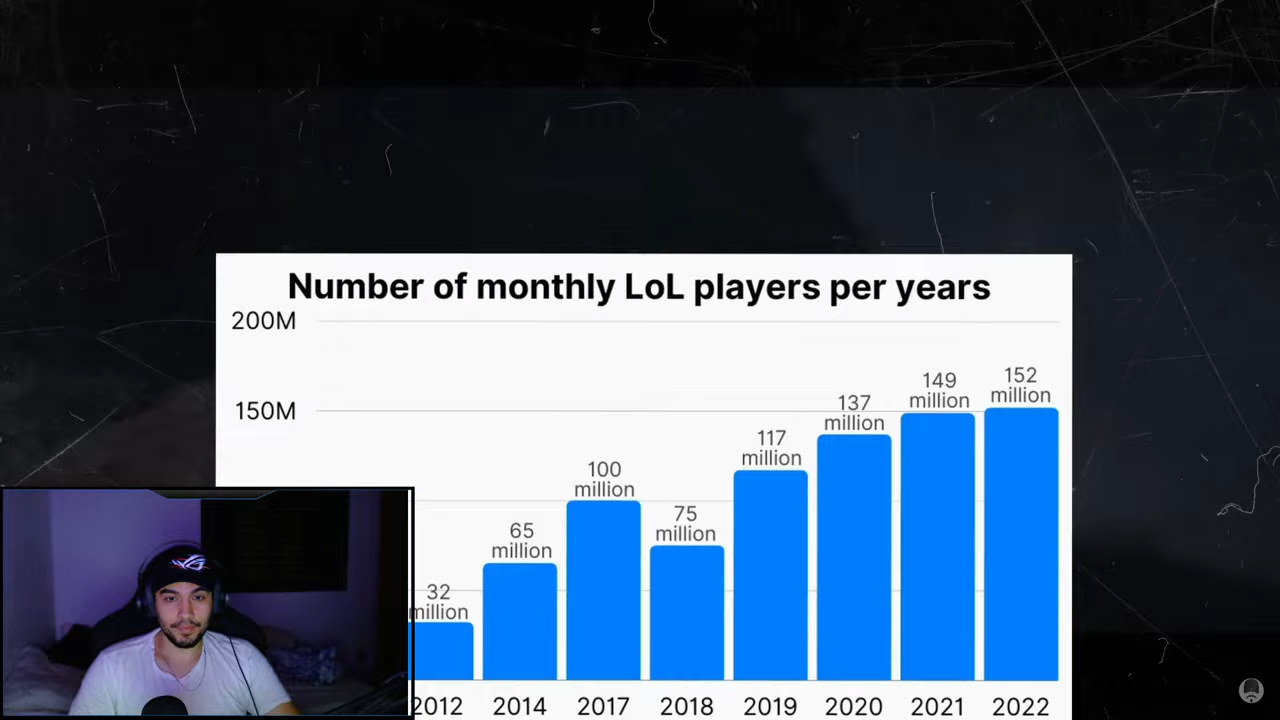 Number of monthly LoL players per years
200M
150M
152
million
149
million
137
million
117
million
100
million
75
million
65
million
32
million
2012 2014 2017 2018 2019 2020 2021 2022